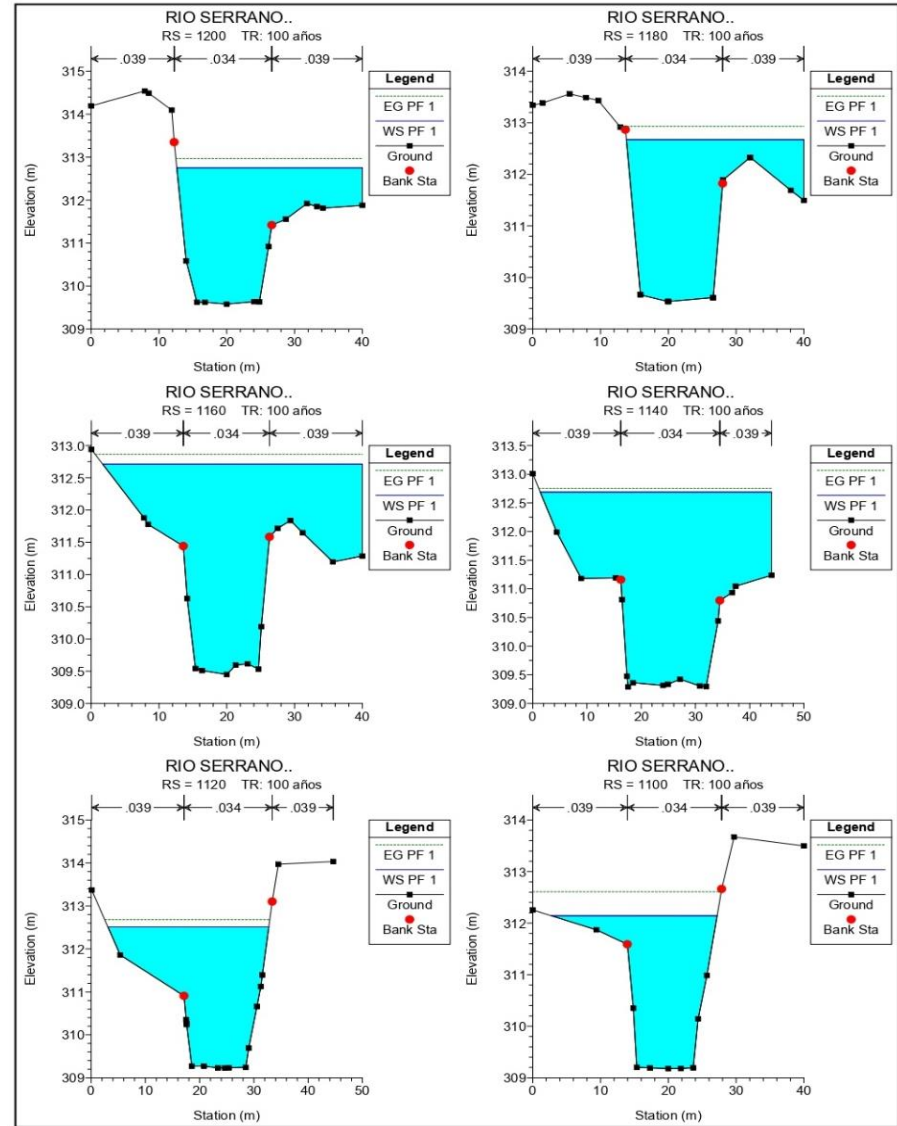 RIO SERRANO..
RS = 1200 TR: 100 años
.039 .034 .039
Legend
EG PF 1
WS PF 1
Ground
Bank Sta
315
314
313
312
311
310
309
Elevation (m)
0 10 20 30 40
Station (m)
RIO SERRANO..
RS = 1180 TR: 100 años
.039 .034 .039
Legend
EG PF 1
WS PF 1
Ground
Bank Sta
314
313
312
311
310
309
Elevation (m)
0 10 20 30 40
Station (m)
RIO SERRANO..
RS = 1160 TR: 100 años
.039 .034 .039
Legend
EG PF 1
WS PF 1
Ground
Bank Sta
313.0
312.5
312.0
311.5
311.0
310.5
310.0
309.5
309.0
Elevation (m)
0 10 20 30 40
Station (m)
RIO SERRANO..
RS = 1140 TR: 100 años
.039 .034 .039
Legend
EG PF 1
WS PF 1
Ground
Bank Sta
313.5
313.0
312.5
312.0
311.5
311.0
310.5
310.0
309.5
309.0
Elevation (m)
0 10 20 30 40 50
Station (m)
RIO SERRANO..
RS = 1120 TR: 100 años
.039 .034 .039
Legend
EG PF 1
WS PF 1
Ground
Bank Sta
315
314
313
312
311
310
309
Elevation (m)
0 10 20 30 40 50
Station (m)
RIO SERRANO..
RS = 1100 TR: 100 años
.039 .034 .039
Legend
EG PF 1
WS PF 1
Ground
Bank Sta
314
313
312
311
310
309
Elevation (m)
0 10 20 30 40
Station (m)